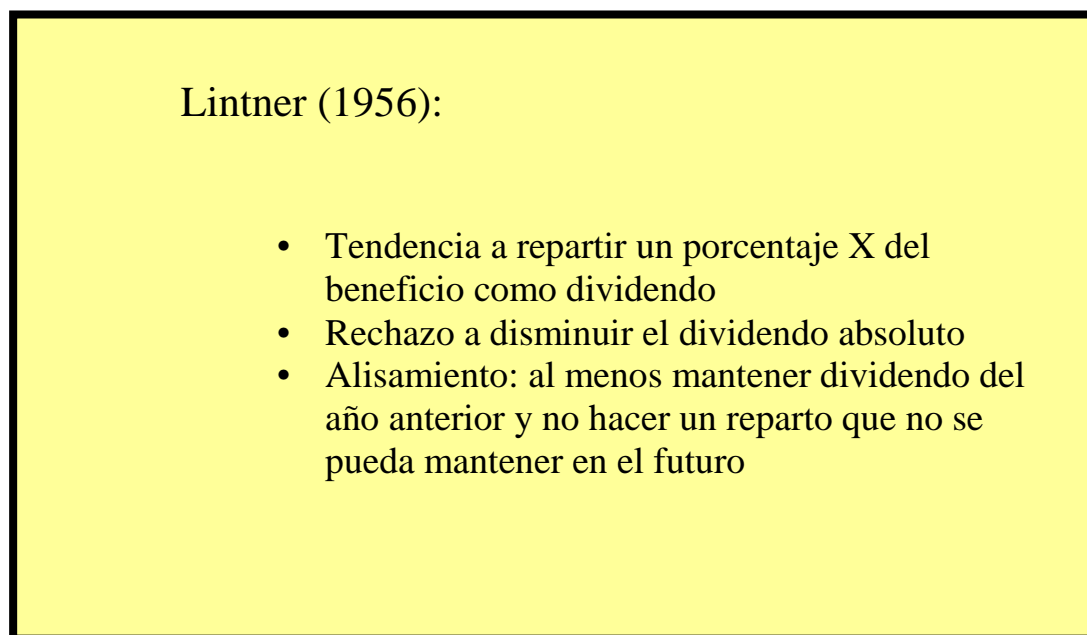 Lintner (1956):
• Tendencia a repartir un porcentaje X del
beneficio como dividendo
• Rechazo a disminuir el dividendo absoluto
• Alisamiento: al menos mantener dividendo del
año anterior y no hacer un reparto que no se
pueda mantener en el futuro